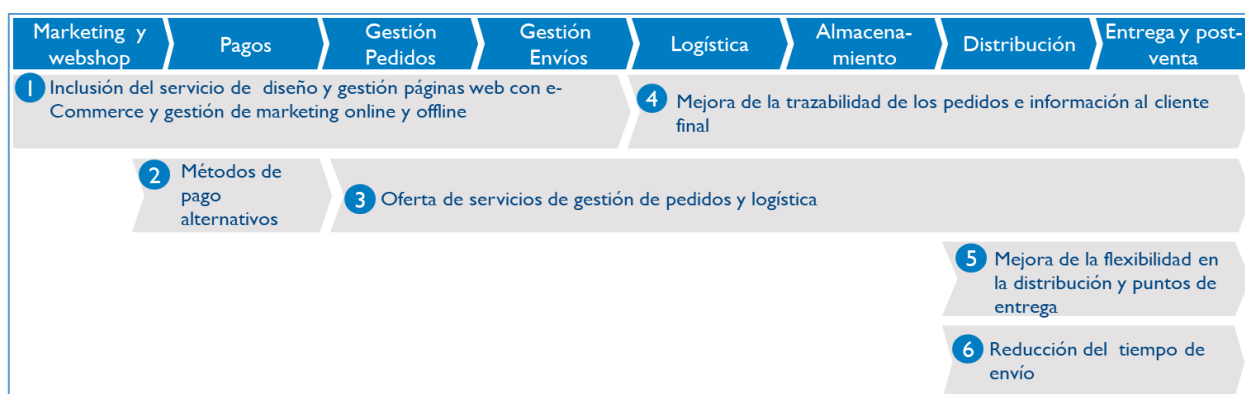 Marketing y
webshop
Pagos
Gestión
Pedidos
Gestión
Envíos
Logística
Almacena-
miento
Distribución
Entrega y post-
venta
1 Inclusión del servicio de diseño y gestión páginas web con e-
Commerce y gestión de marketing online y offline
4 Mejora de la trazabilidad de los pedidos e información al cliente
final
2 Métodos de
pago
alternativos
3 Oferta de servicios de gestión de pedidos y logística
5 Mejora de la flexibilidad en
la distribución y puntos de
entrega
6 Reducción del tiempo de
envío